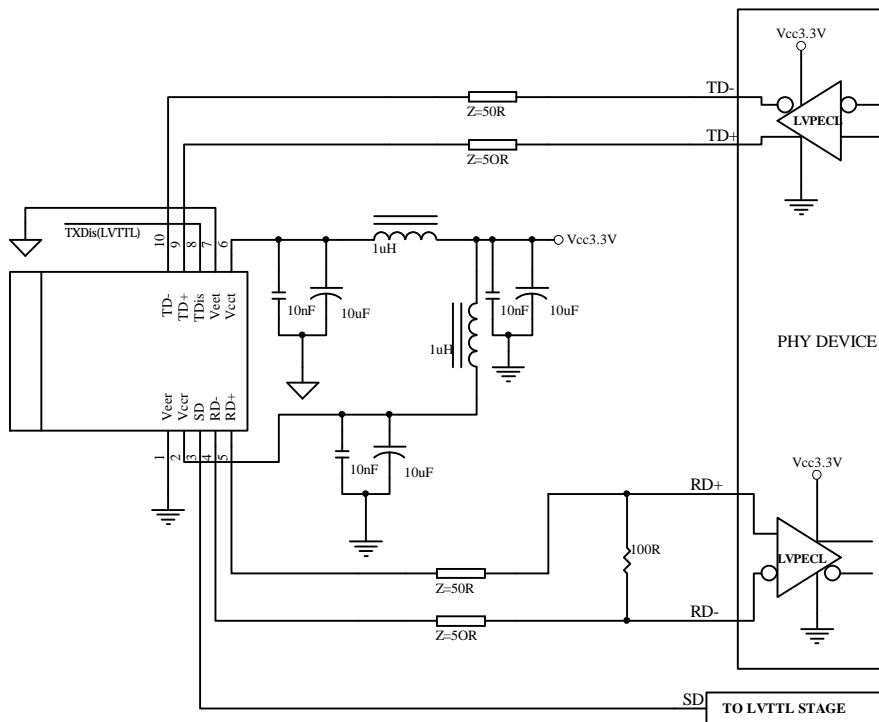 Vcc3.3V
TD-
LVPECL
Z=50R
TD+
Z=5OR
TXDis(LVTTL)
10
9
8
7
6
1uH
Vcc3.3V
TD-
TD+
TDis
Veet
Vcct
10nF
10uF
10nF
10uF
1uH
PHY DEVICE
Veer
Vccr
SD
RD-
RD+
1
2
3
4
5
10nF
10uF
Vcc3.3V
RD+
100R
LVPECL
Z=50R
RD-
Z=5OR
SD
TO LVTTL STAGE